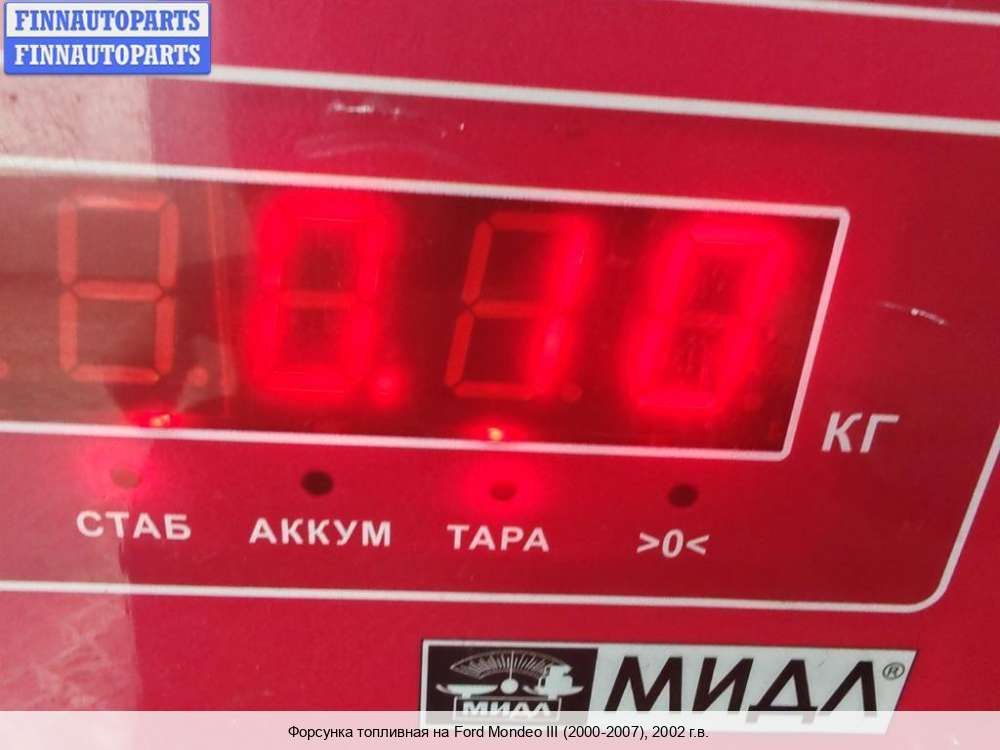 FINNAUTOPARTS
FINNAUTOPARTS
0.10
КГ
СТАБ АККУМ ТАРА >0<
МИДЛ МИДЛ®
Форсунка топливная на Ford Mondeo III (2000-2007), 2002 г.в.